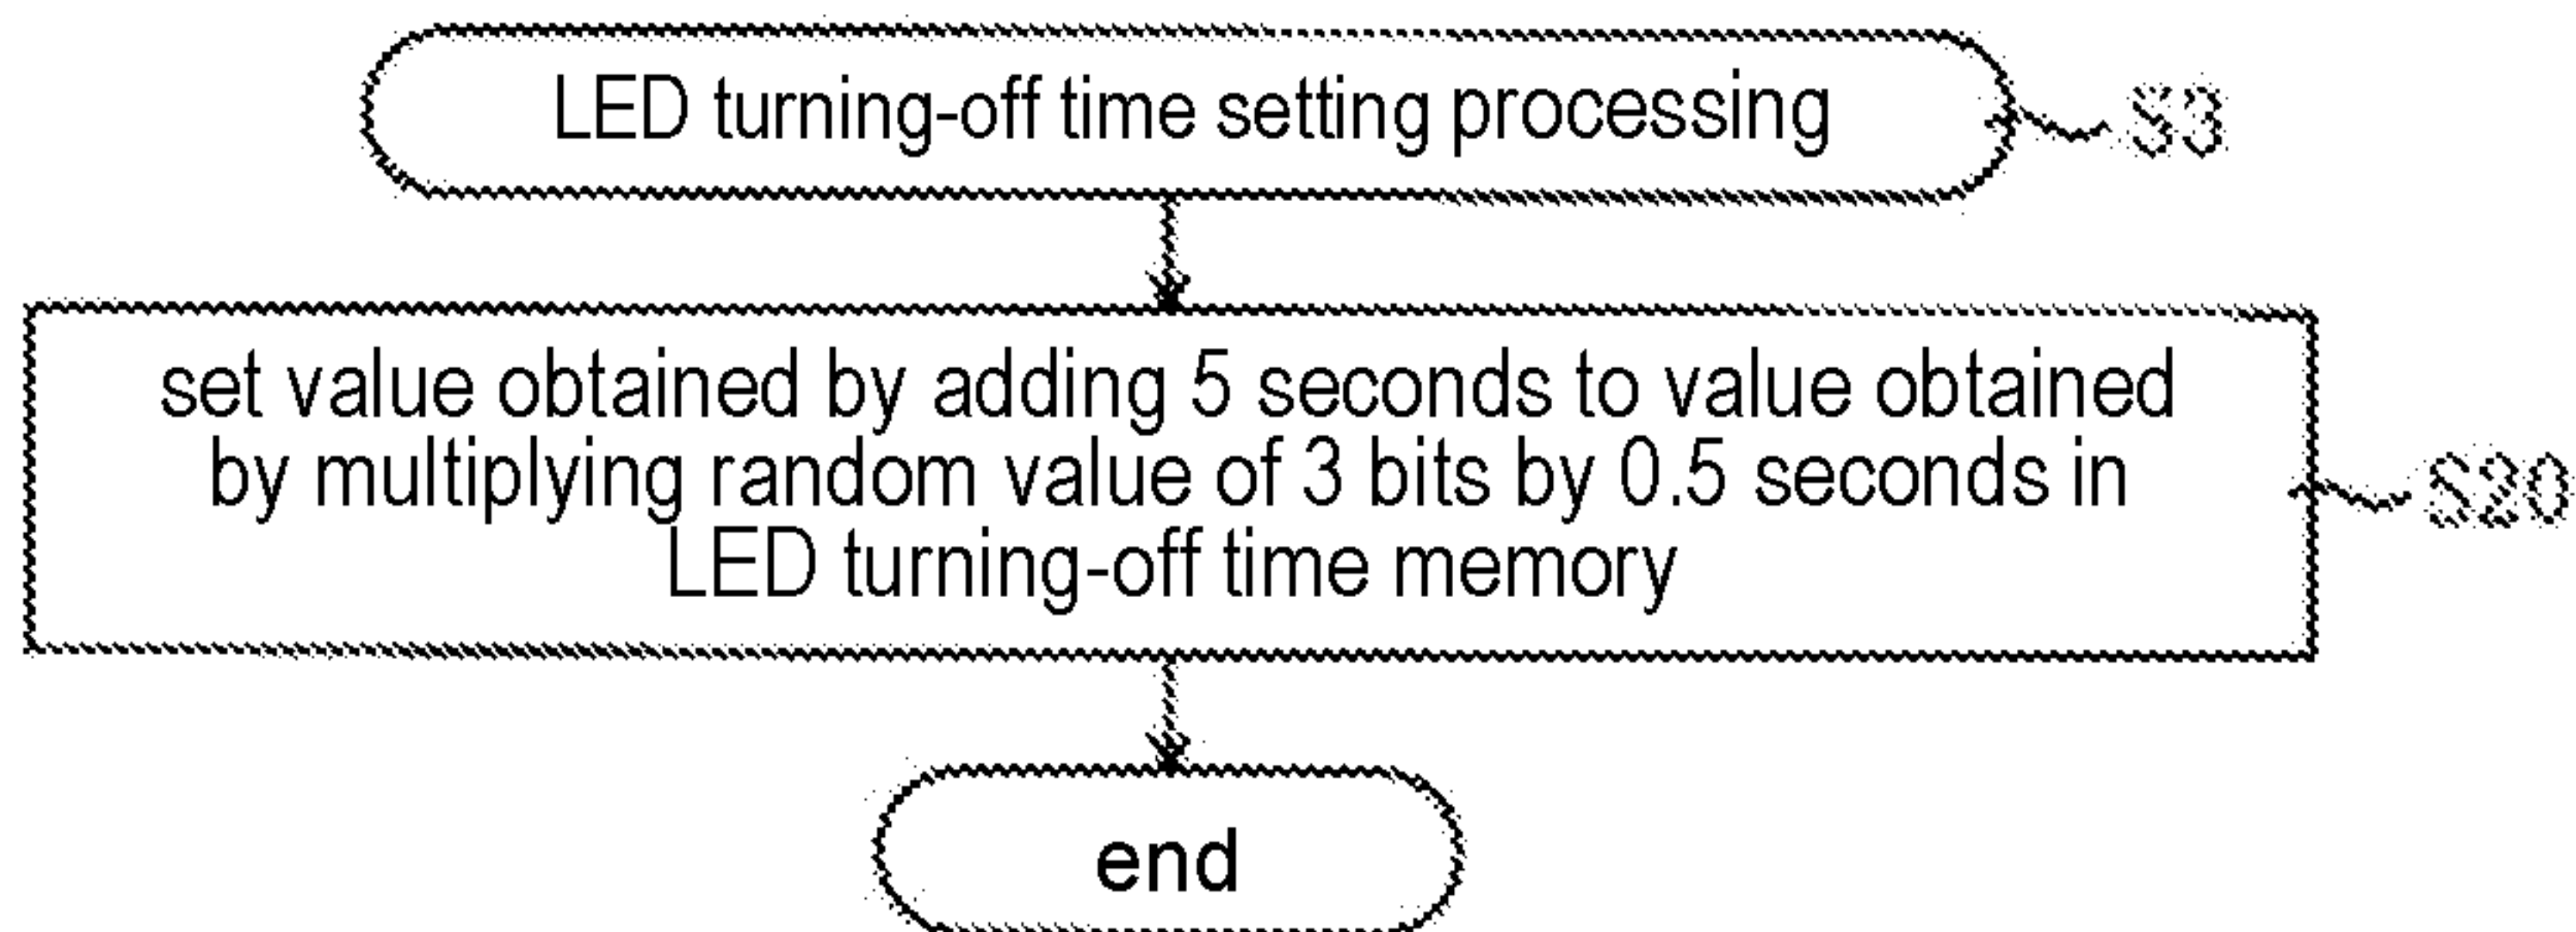 LED turning-off time setting processing
S3
set value obtained by adding 5 seconds to value obtained
by multiplying random value of 3 bits by 0.5 seconds in
LED turning-off time memory
S20
end